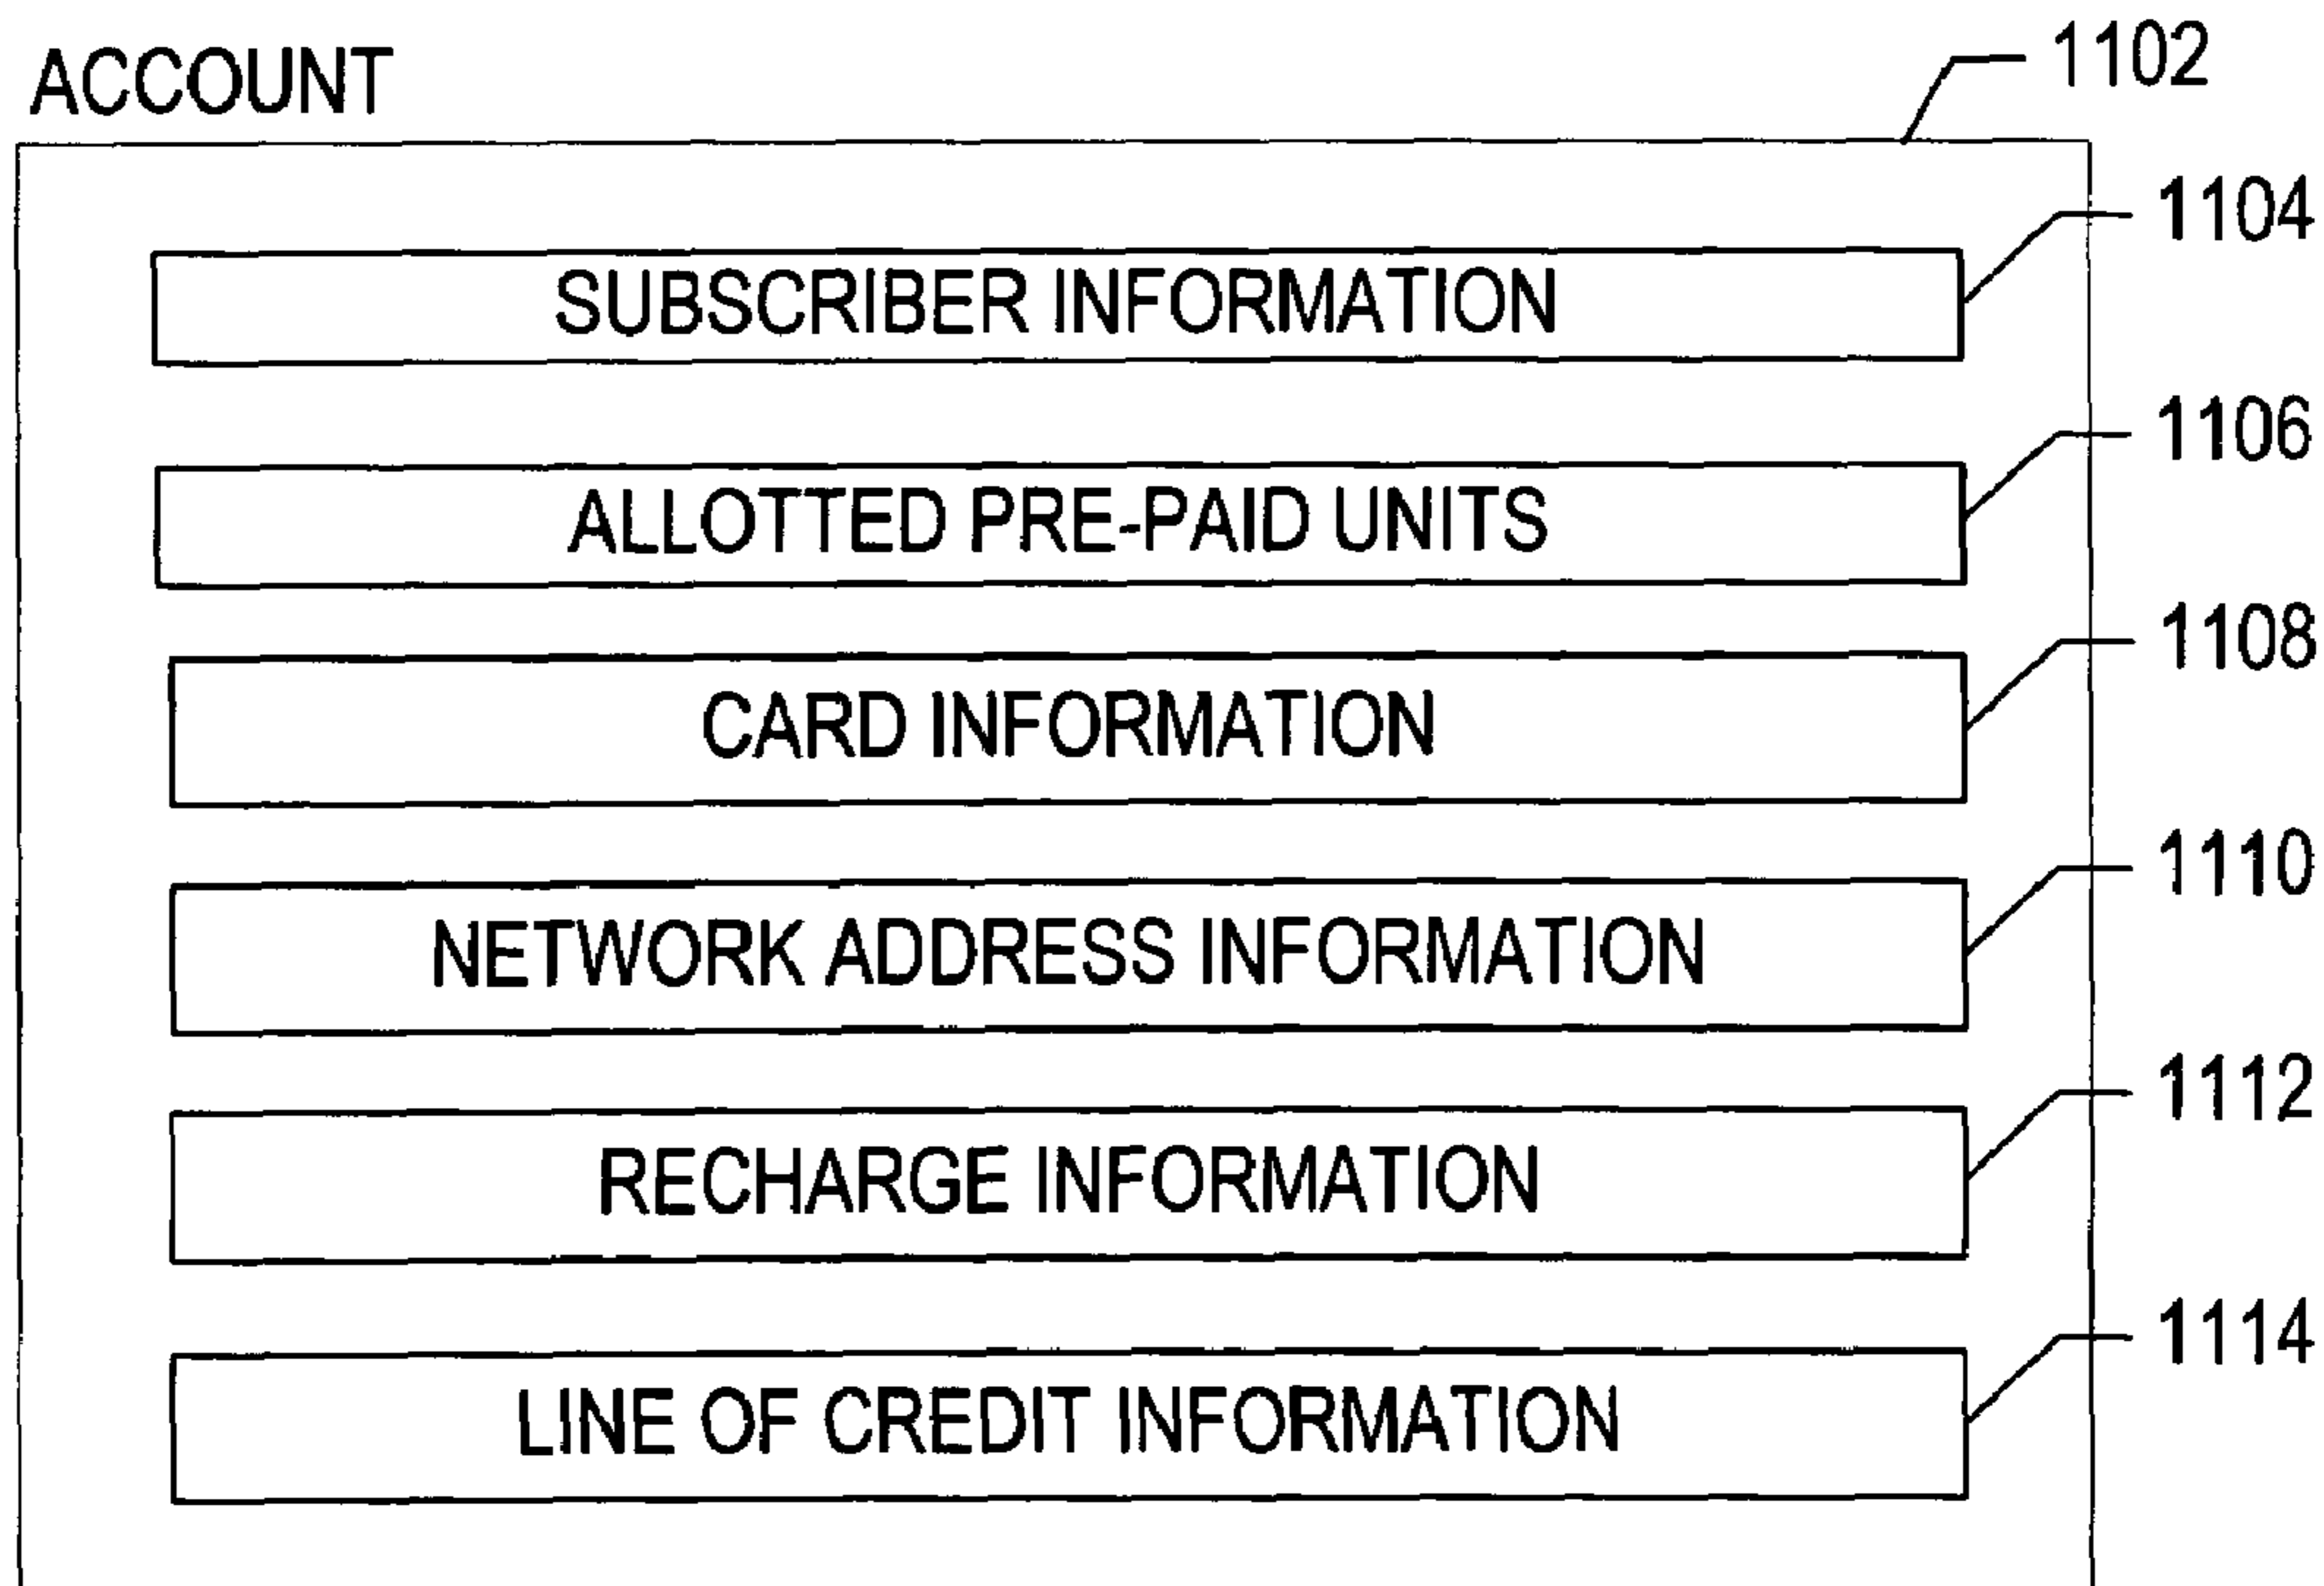 ACCOUNT
1102
1104
SUBSCRIBER INFORMATION
1106
ALLOTTED PRE-PAID UNITS
1108
CARD INFORMATION
1110
NETWORK ADDRESS INFORMATION
1112
RECHARGE INFORMATION
1114
LINE OF CREDIT INFORMATION